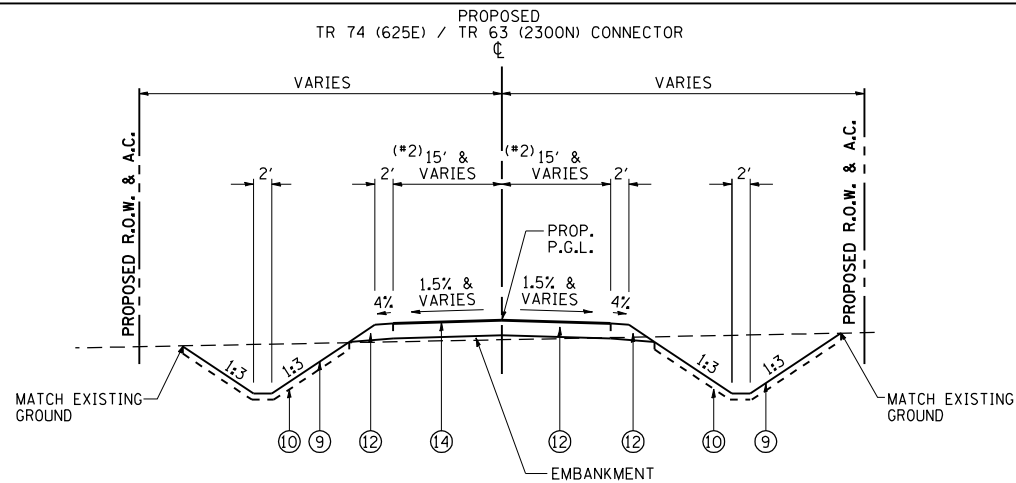 PROPOSED
TR 74 (625E) / TR 63 (2300N) CONNECTOR
℄
VARIES
VARIES
PROPOSED R.O.W. & A.C.
PROPOSED R.O.W. & A.C.
(#2) 15' &
VARIES
(#2) 15' &
VARIES
2'
2'
2'
2'
PROP.
P.G.L.
4%
1.5% &
VARIES
1.5% &
VARIES
4%
1:3
1:3
1:3
1:3
MATCH EXISTING
GROUND
MATCH EXISTING
GROUND
10
9
12
14
12
12
10
9
EMBANKMENT